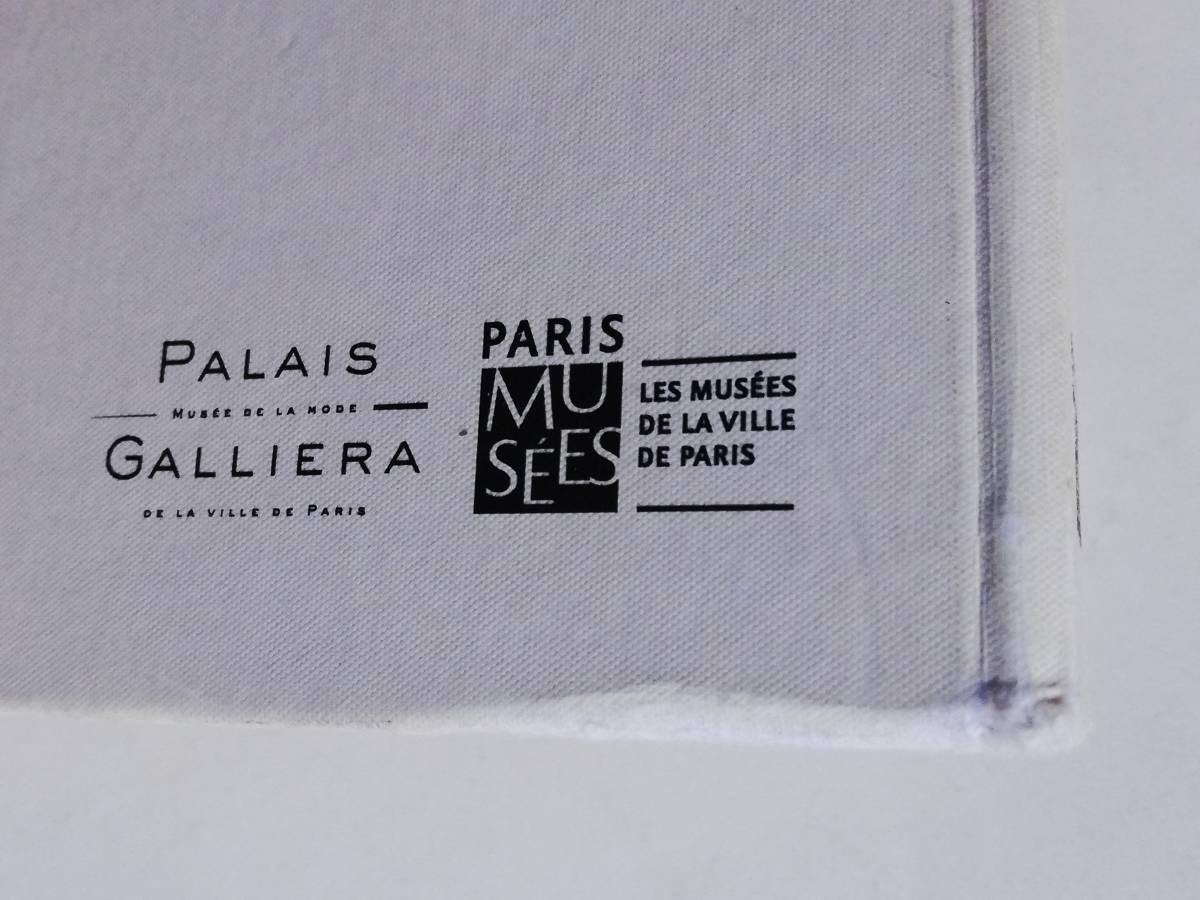 PALAIS
MUSÉE DE LA MODE
GALLIERA
DE LA VILLE DE PARIS
PARIS
MU
SÉES
LES MUSÉES
DE LA VILLE
DE PARIS